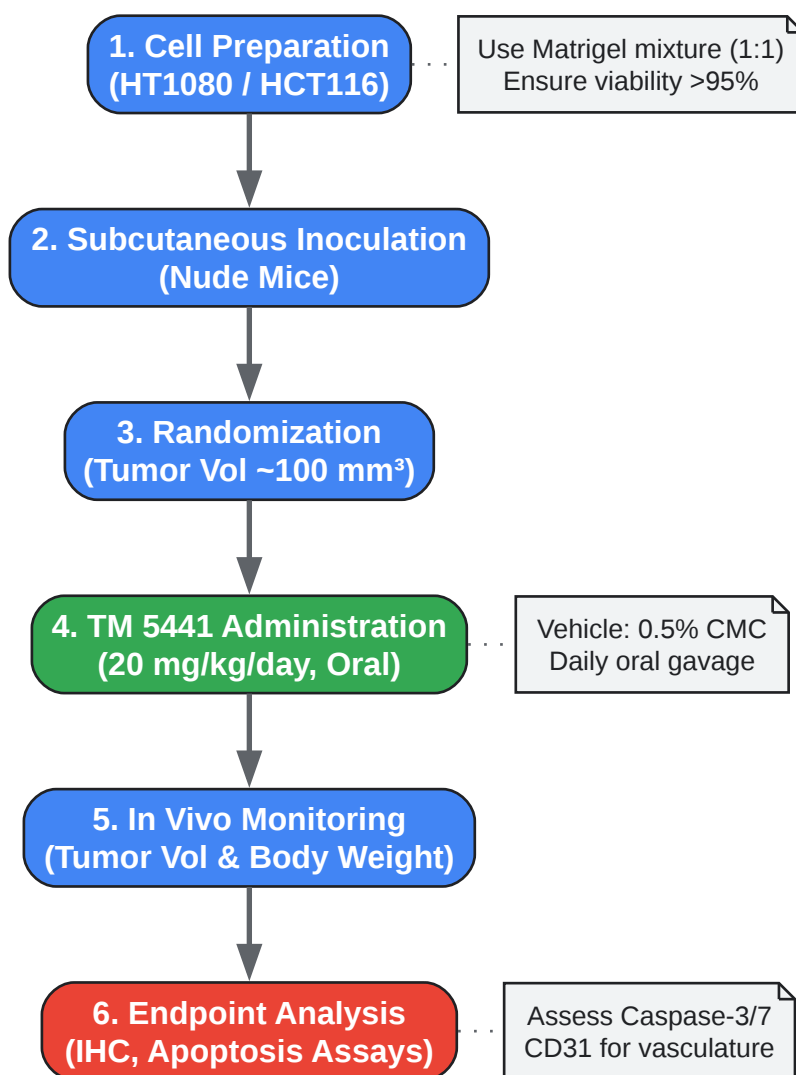 1. Cell Preparation
(HT1080 / HCT116)
Use Matrigel mixture (1:1)
Ensure viability >95%
2. Subcutaneous Inoculation
(Nude Mice)
3. Randomization
(Tumor Vol ~100 mm³)
4. TM 5441 Administration
(20 mg/kg/day, Oral)
Vehicle: 0.5% CMC
Daily oral gavage
5. In Vivo Monitoring
(Tumor Vol & Body Weight)
6. Endpoint Analysis
(IHC, Apoptosis Assays)
Assess Caspase-3/7
CD31 for vasculature